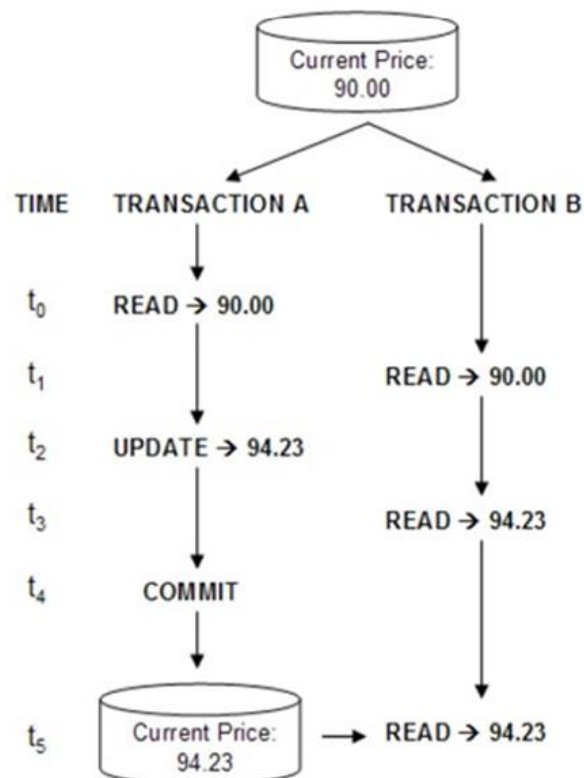 Current Price:
90.00
TIME TRANSACTION A TRANSACTION B
t₀ READ → 90.00
t₁ READ → 90.00
t₂ UPDATE → 94.23
t₃ READ → 94.23
t₄ COMMIT
Current Price:
t₅ READ → 94.23
94.23